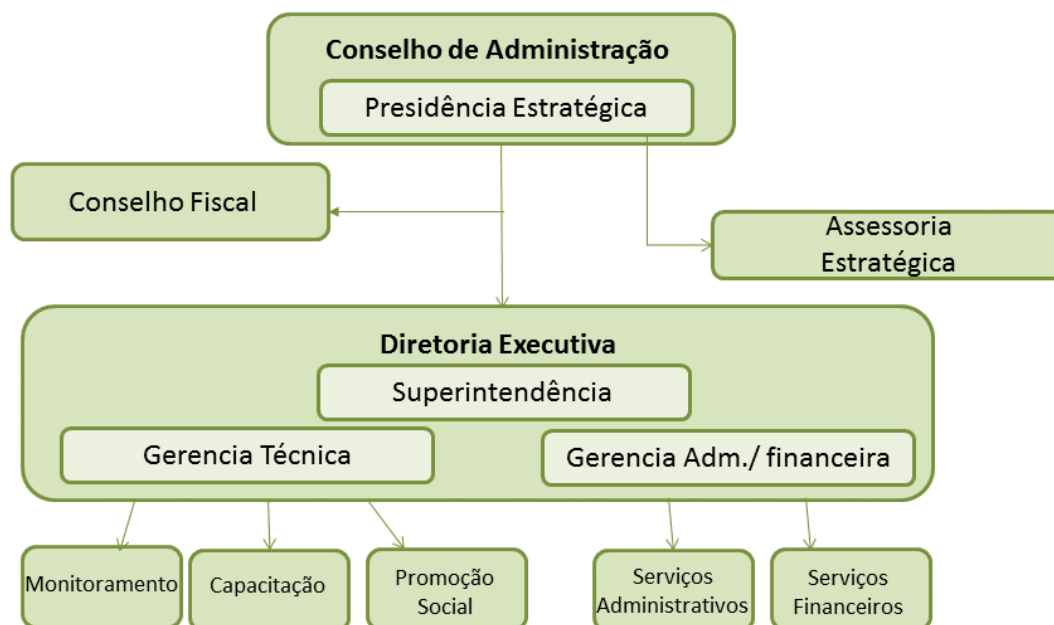 Conselho de Administração
Presidência Estratégica
Conselho Fiscal
Assessoria
Estratégica
Diretoria Executiva
Superintendência
Gerencia Técnica
Gerencia Adm./ financeira
Monitoramento
Capacitação
Promoção
Social
Serviços
Administrativos
Serviços
Financeiros